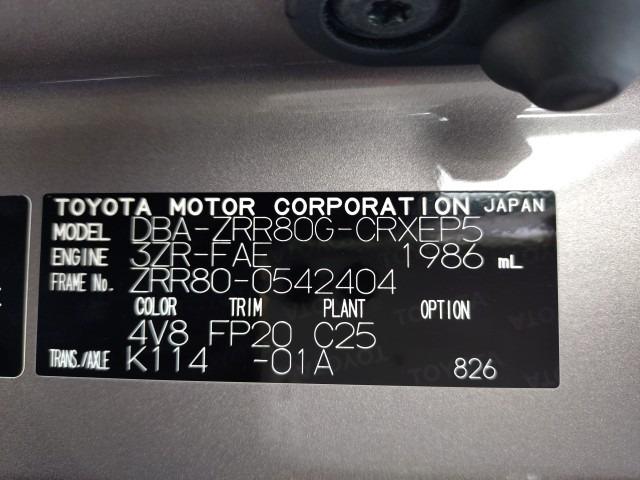 TOYOTA MOTOR CORPORATION JAPAN
MODEL DBA-ZRR80G-CRXEP5
ENGINE 3ZR-FAE 1986 mL
FRAME No. ZRR80-0542404
COLOR TRIM PLANT OPTION
4V8 FP20 C25
TRANS./AXLE K114 -01A 826